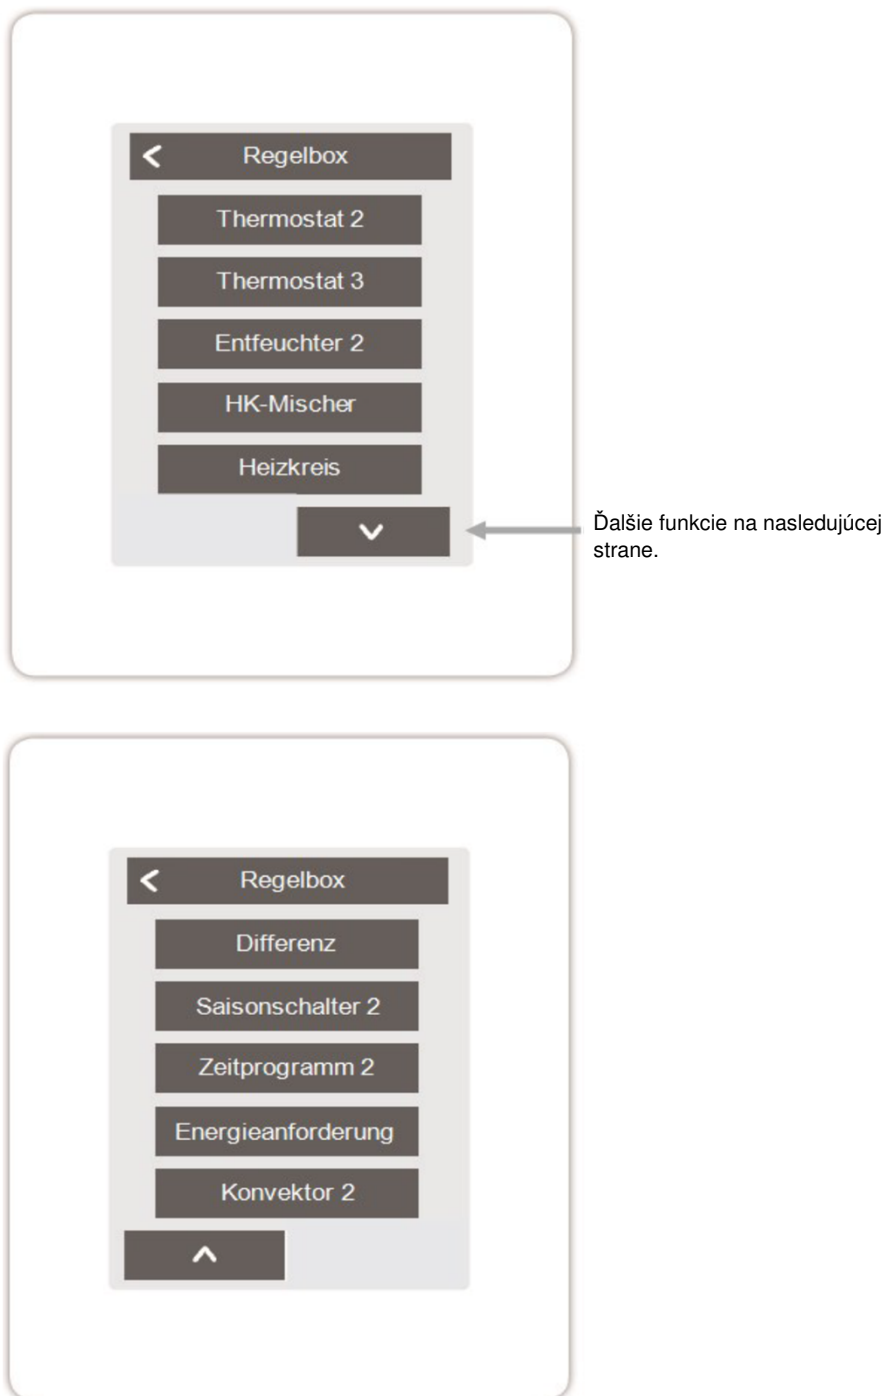 Regelbox
Thermostat 2
Thermostat 3
Entfeuchter 2
HK-Mischer
Heizkreis
Ďalšie funkcie na nasledujúcej
strane.
Regelbox
Differenz
Saisonschalter 2
Zeitprogramm 2
Energieanforderung
Konvektor 2